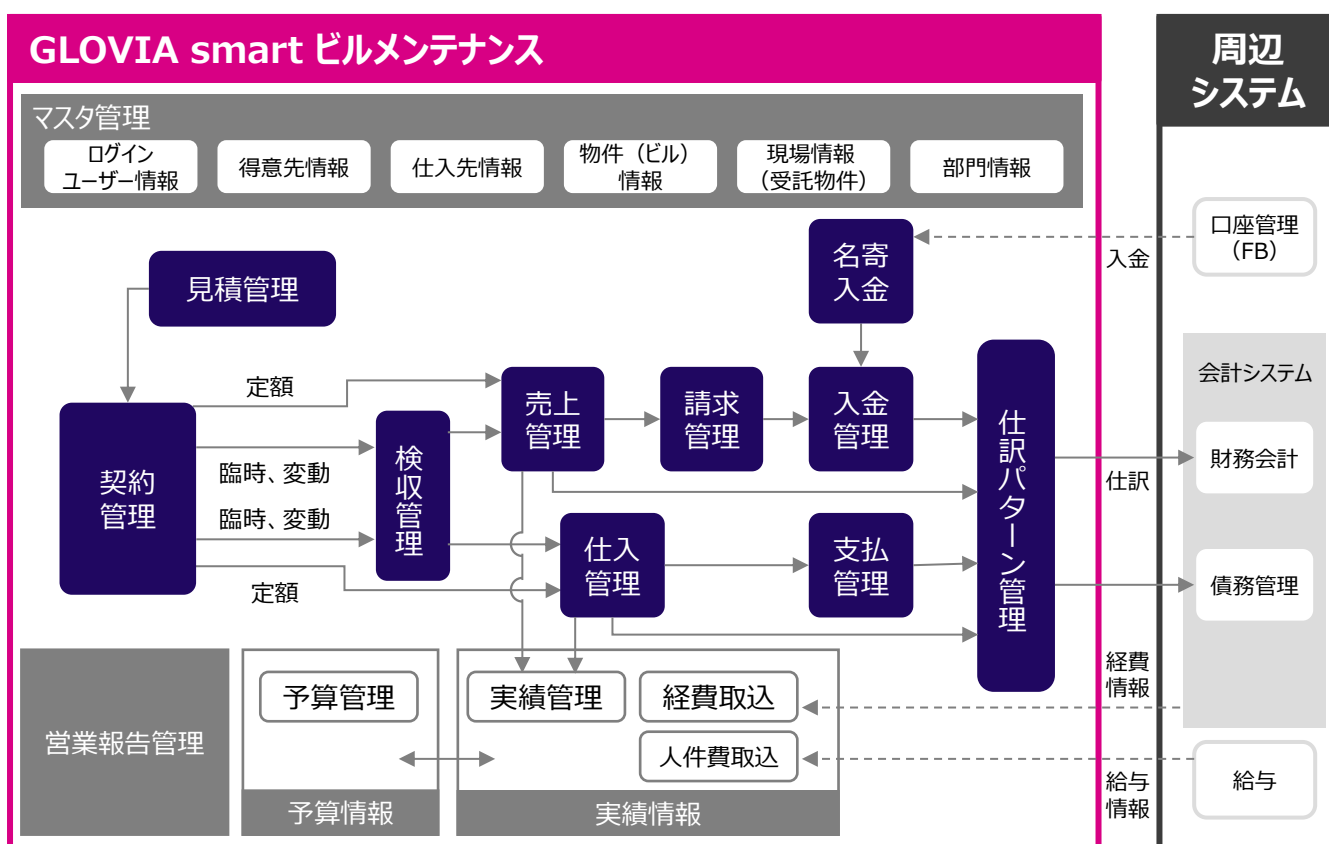 GLOVIA smart ビルメンテナンス
周辺
システム
マスタ管理
ログイン
ユーザー情報
得意先情報
仕入先情報
物件（ビル）
情報
現場情報
（受託物件）
部門情報
見積管理
名寄
入金
入金
口座管理
（FB）
定額
契約
管理
臨時、変動
臨時、変動
定額
検収管理
売上
管理
請求
管理
入金
管理
仕入
管理
支払
管理
仕訳パターン管理
仕訳
会計システム
財務会計
債務管理
営業報告管理
予算管理
予算情報
実績管理
経費取込
人件費取込
実績情報
経費
情報
給与
情報
給与